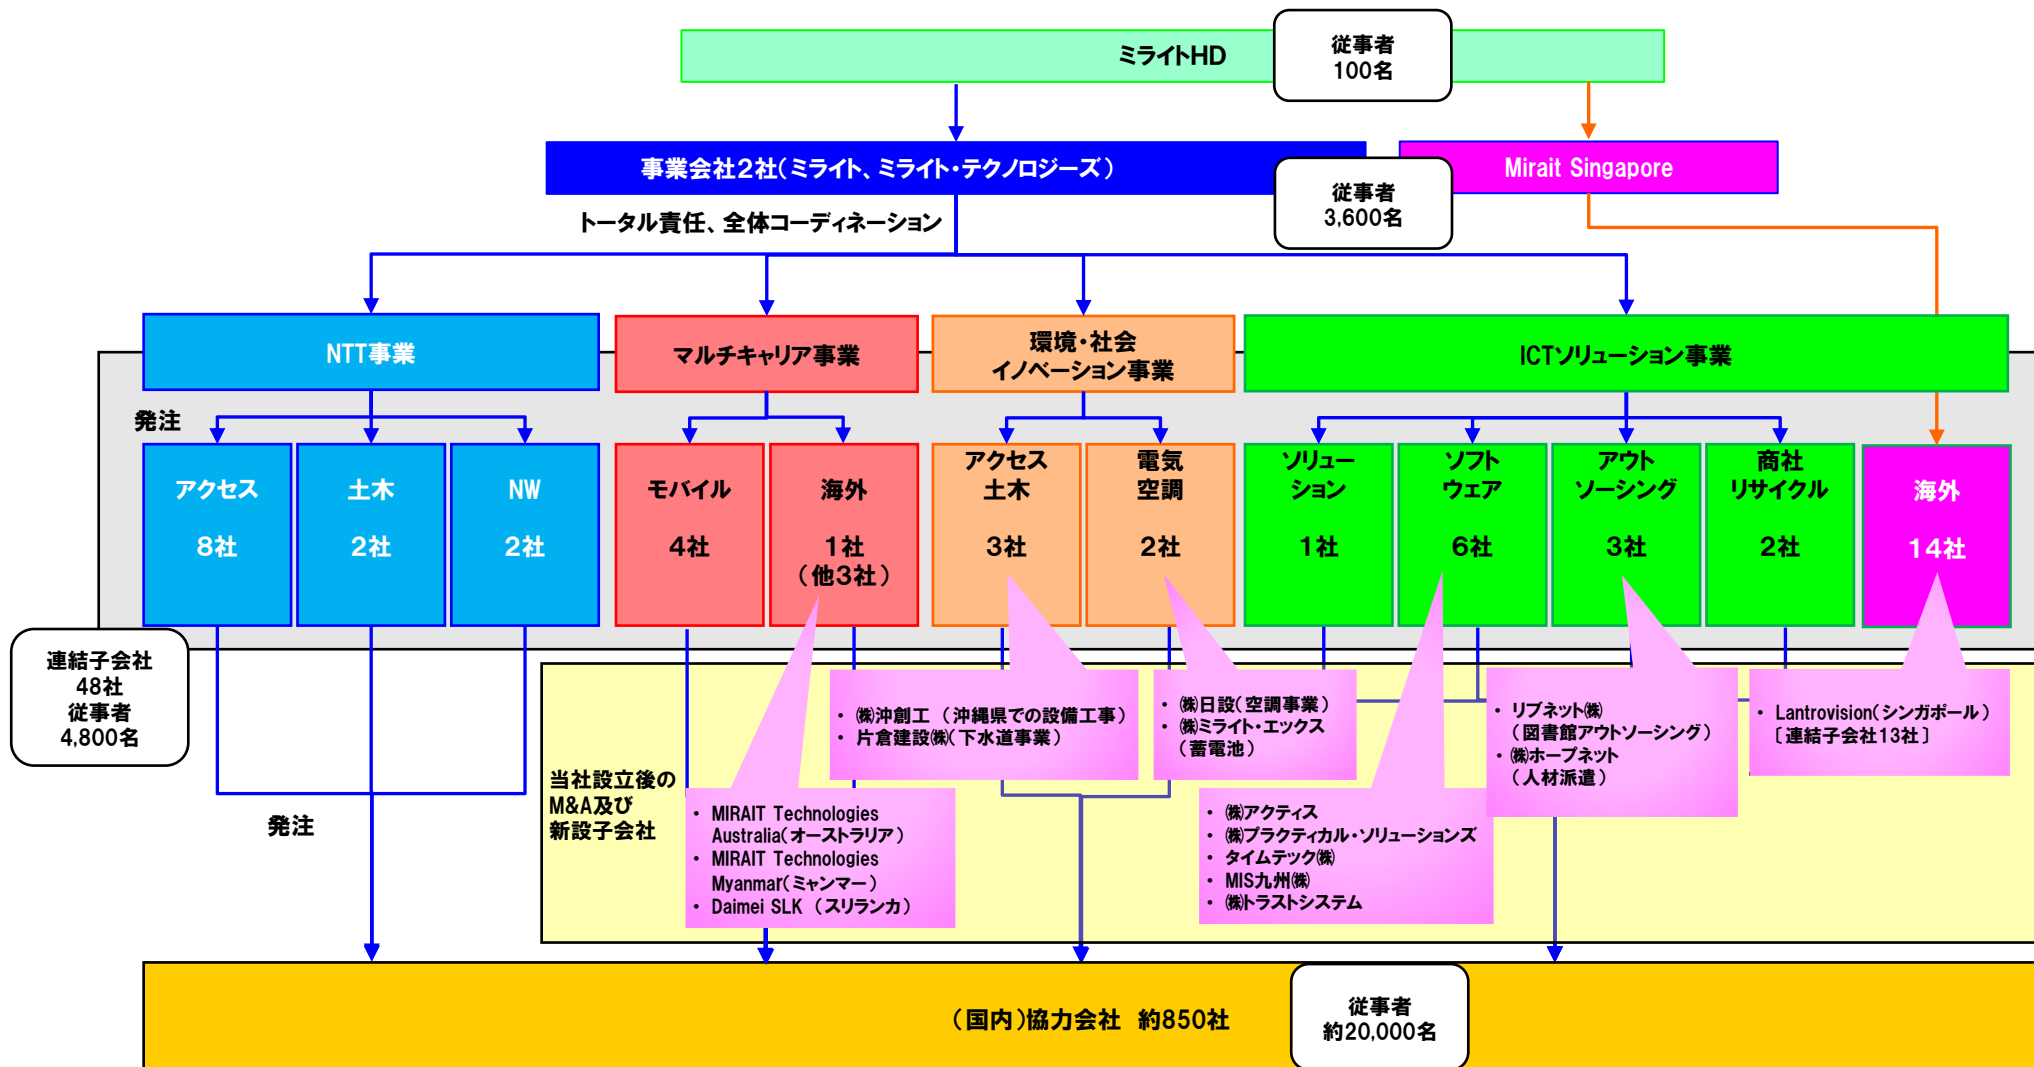 ミライトHD
従事者
100名
事業会社2社(ミライト、ミライト・テクノロジーズ)
従事者
3,600名
Mirait Singapore
トータル責任、全体コーディネーション
NTT事業
マルチキャリア事業
環境・社会
イノベーション事業
ICTソリューション事業
発注
アクセス
8社
土木
2社
NW
2社
モバイル
4社
海外
1社
(他3社)
アクセス
土木
3社
電気
空調
2社
ソリュー
ション
1社
ソフト
ウェア
6社
アウト
ソーシング
3社
商社
リサイクル
2社
海外
14社
連結子会社
48社
従事者
4,800名
発注
当社設立後の
M&A及び
新設子会社
・ MIRAIT Technologies
Australia(オーストラリア)
・ MIRAIT Technologies
Myanmar(ミャンマー)
・ Daimei SLK (スリランカ)
・ ㈱沖創工 (沖縄県での設備工事)
・ 片倉建設㈱(下水道事業)
・ ㈱日設(空調事業)
・ ㈱ミライト・エックス
(蓄電池)
・ ㈱アクティス
・ ㈱プラクティカル・ソリューションズ
・ タイムテック㈱
・ MIS九州㈱
・ ㈱トラストシステム
・ リブネット㈱
(図書館アウトソーシング)
・ ㈱ホープネット
(人材派遣)
・ Lantrovision(シンガポール)
[連結子会社13社]
(国内)協力会社 約850社
従事者
約20,000名